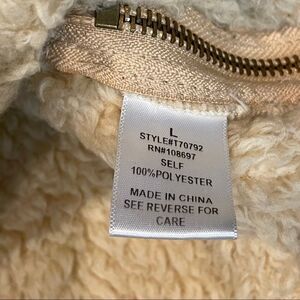 L
STYLE#T70792
RN#108697
SELF
100%POLYESTER
MADE IN CHINA
SEE REVERSE FOR
CARE